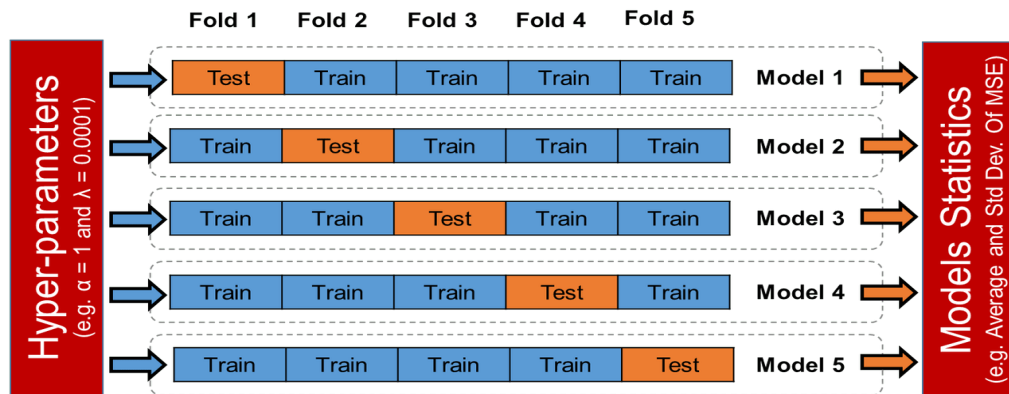 Fold 1 Fold 2 Fold 3 Fold 4 Fold 5
Hyper-parameters
(e.g. α = 1 and λ = 0.0001)
Test Train Train Train Train Model 1
Train Test Train Train Train Model 2
Train Train Test Train Train Model 3
Train Train Train Test Train Model 4
Train Train Train Train Test Model 5
Models Statistics
(e.g. Average and Std Dev. Of MSE)